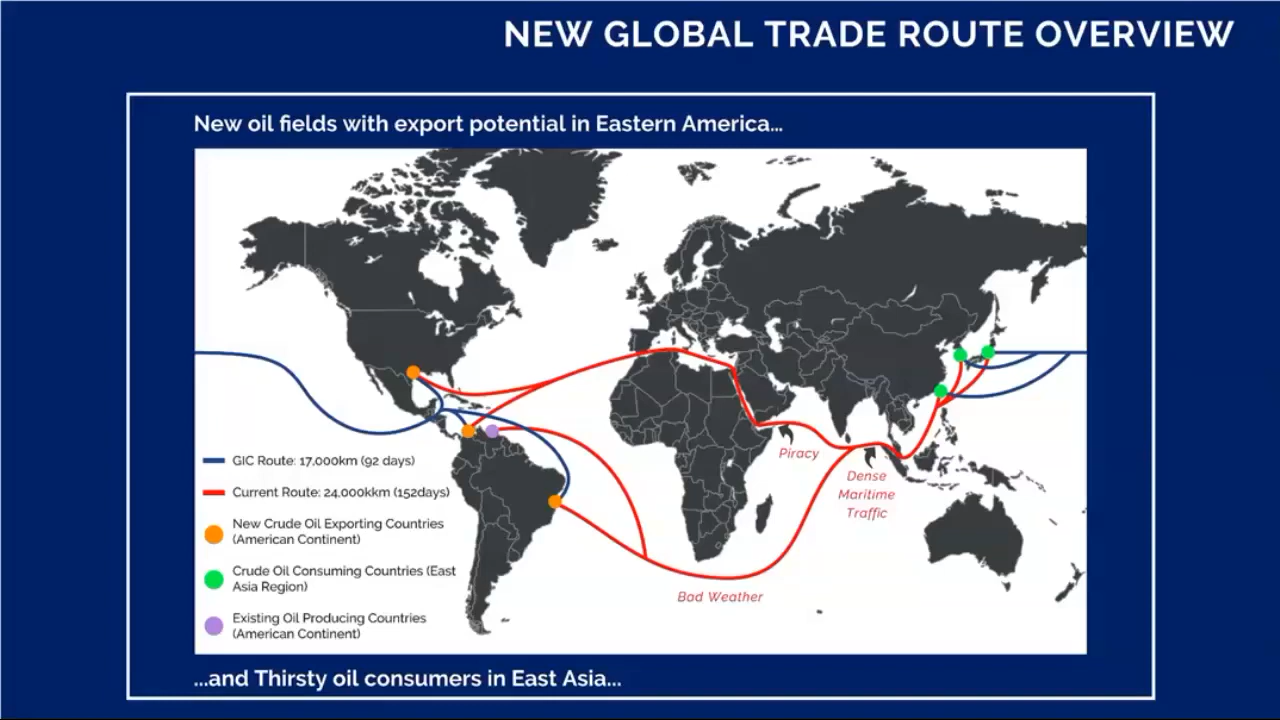 NEW GLOBAL TRADE ROUTE OVERVIEW
New oil fields with export potential in Eastern America...
Piracy
Dense
Maritime
Traffic
Bad Weather
GIC Route: 17,000km (92 days)
Current Route: 24,000kkm (152days)
New Crude Oil Exporting Countries
(American Continent)
Crude Oil Consuming Countries (East
Asia Region)
Existing Oil Producing Countries
(American Continent)
...and Thirsty oil consumers in East Asia...